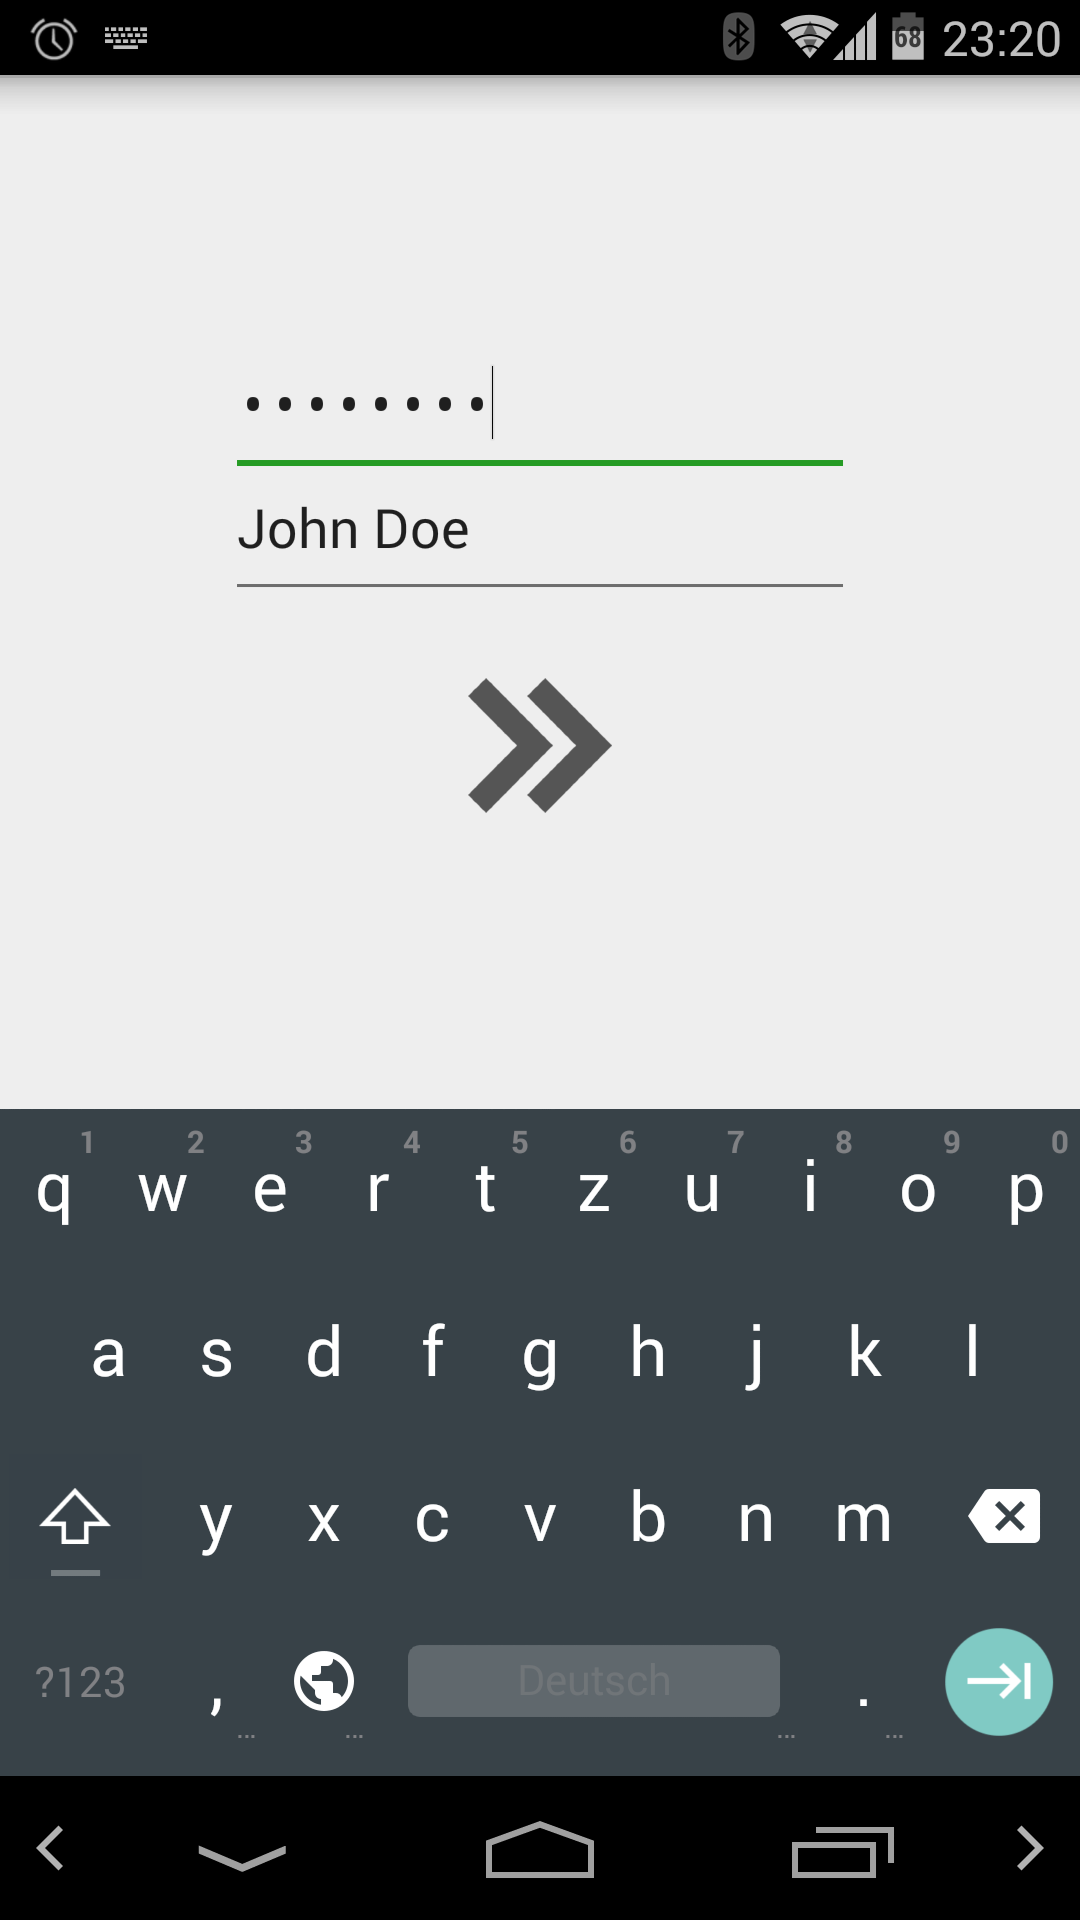 68 23:20
••••••••
John Doe
1 2 3 4 5 6 7 8 9 0
q w e r t z u i o p
a s d f g h j k l
y x c v b n m
?123 , Deutsch .